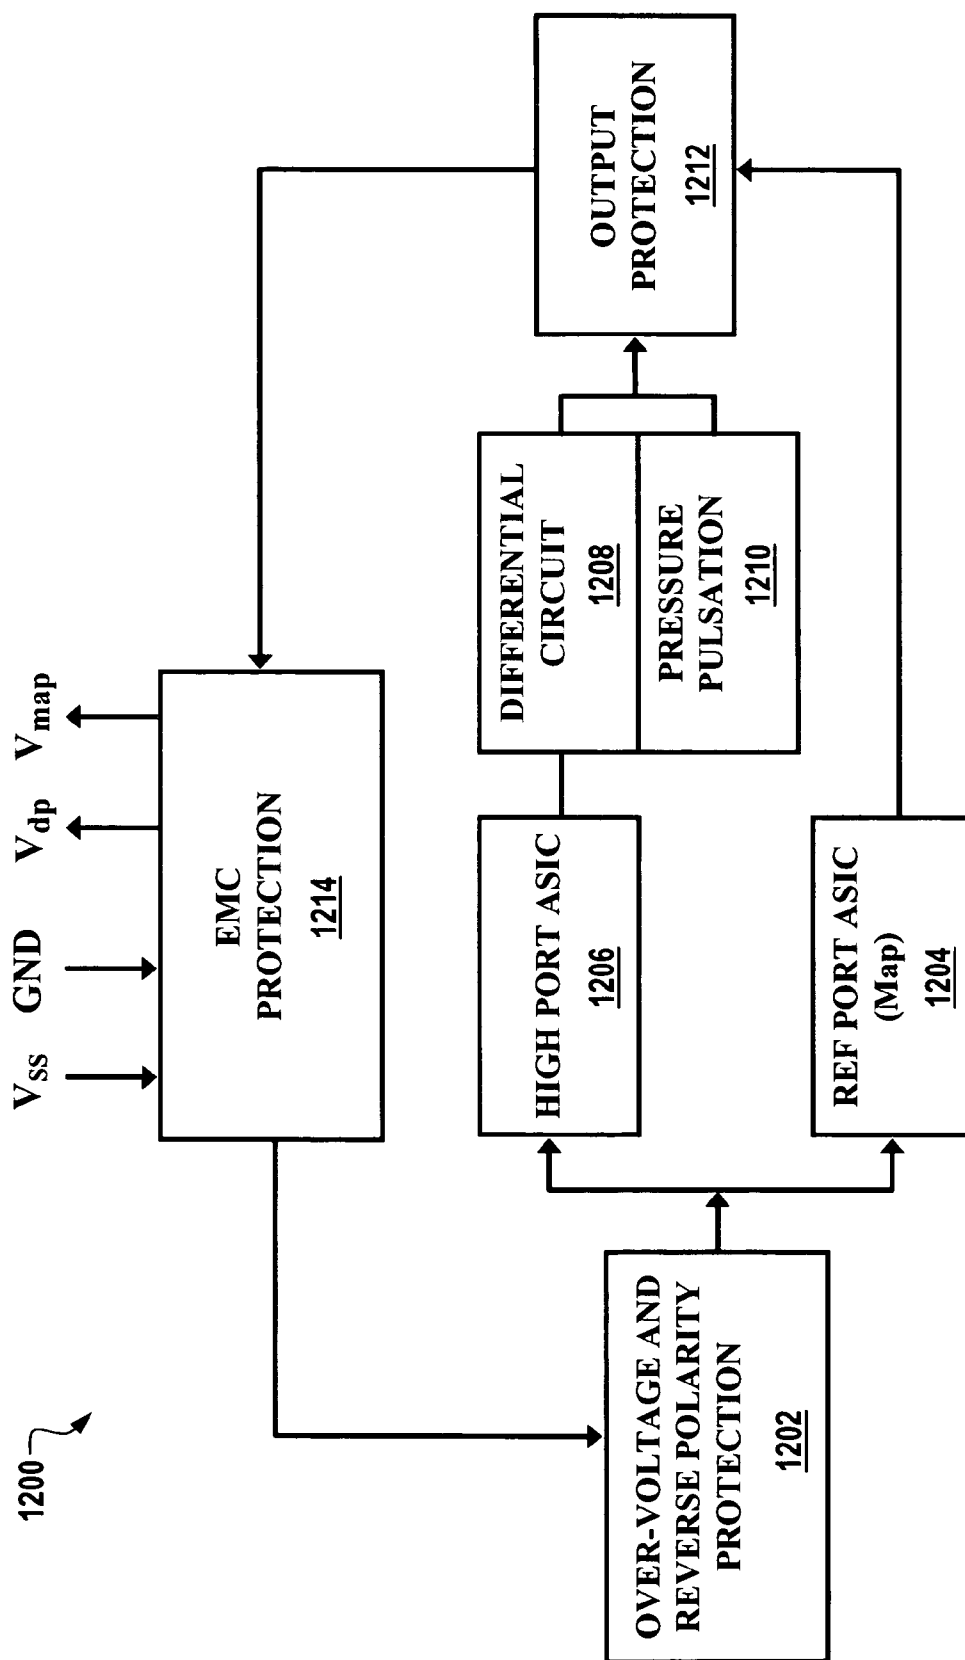 1200
V_ss
GND
V_dp
V_map
EMC
PROTECTION
1214
OVER-VOLTAGE AND
REVERSE POLARITY
PROTECTION
1202
HIGH PORT ASIC
1206
REF PORT ASIC
(Map)
1204
DIFFERENTIAL
CIRCUIT
1208
PRESSURE
PULSATION
1210
OUTPUT
PROTECTION
1212